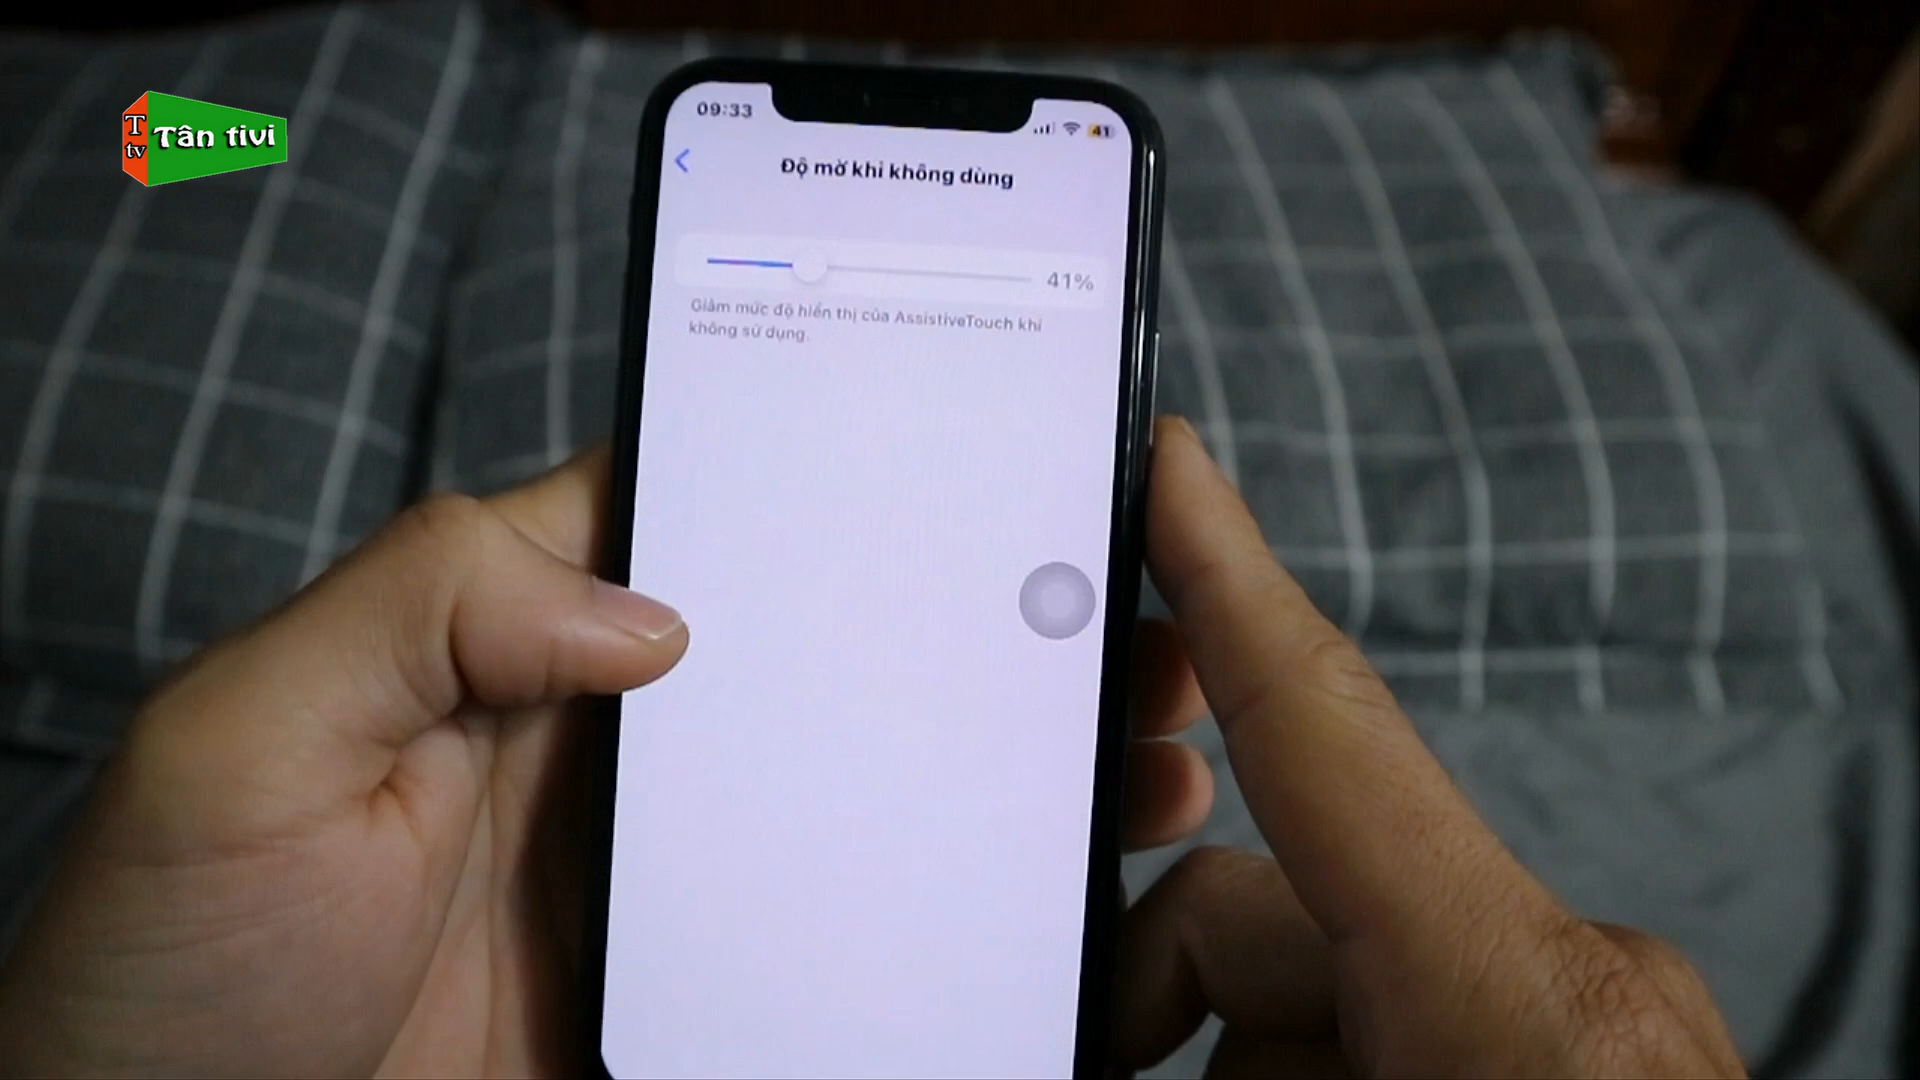 T
tv
Tân tivi
09:33
41
Độ mờ khi không dùng
41%
Giảm mức độ hiển thị của AssistiveTouch khi
không sử dụng.